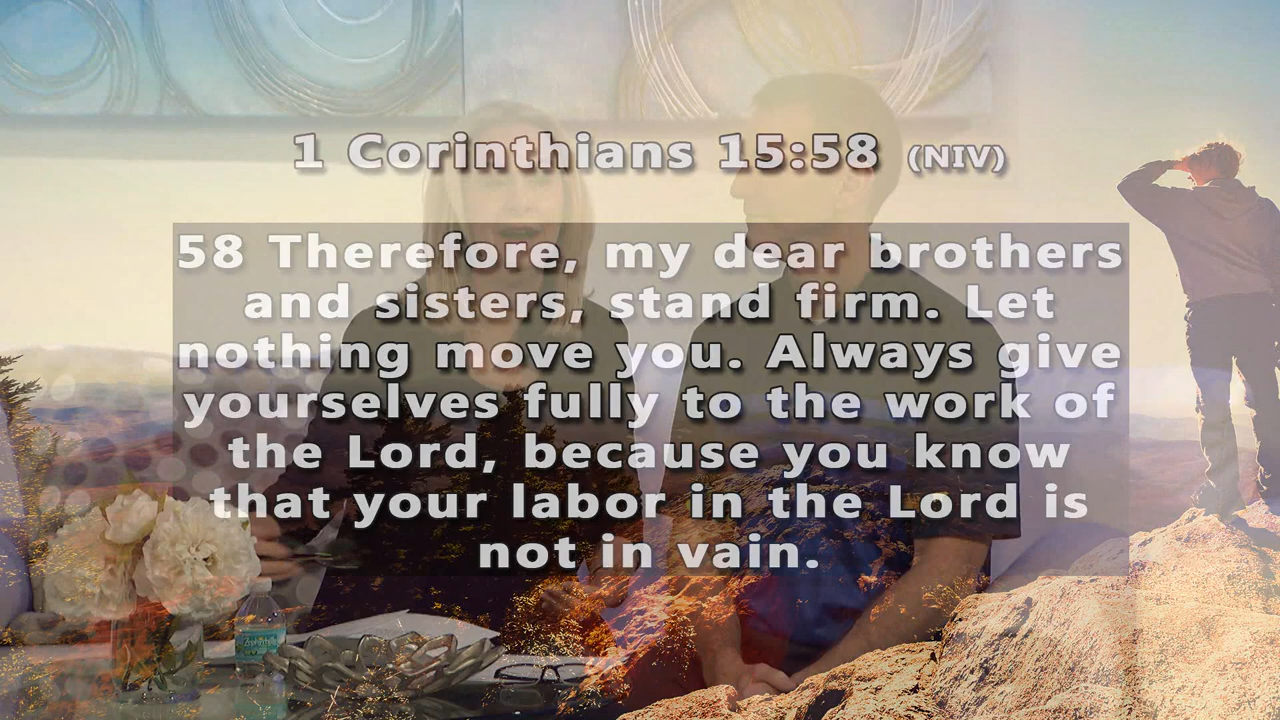 1 Corinthians 15:58 (NIV)
58 Therefore, my dear brothers
and sisters, stand firm. Let
nothing move you. Always give
yourselves fully to the work of
the Lord, because you know
that your labor in the Lord is
not in vain.